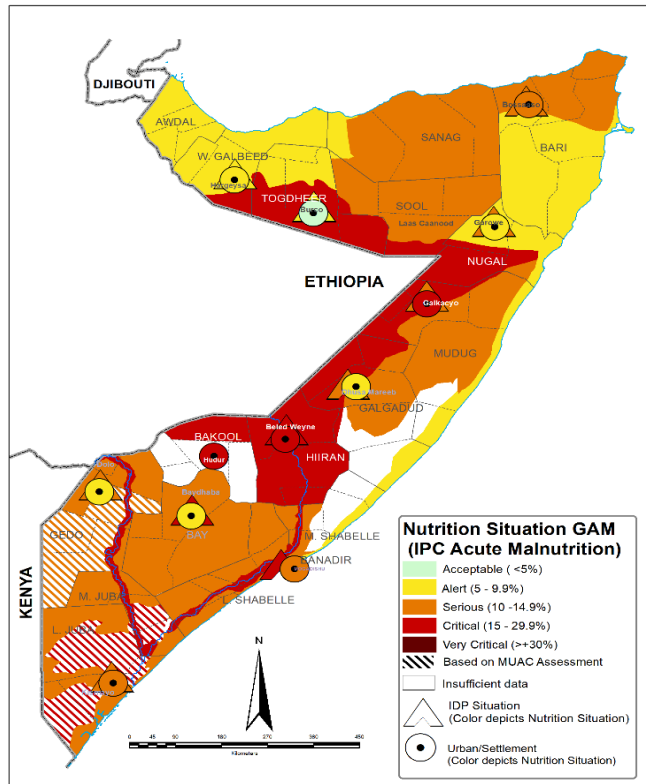 DJIBOUTI
AWDAL
SANAG
BARI
W. GALBEED
Hargeysa
TOGDHEER
Burco
SOOL
Laas Caanood
Garowe
NUGAL
ETHIOPIA
Galkacyo
MUDUG
GALGADUD
BAKOOL
Beled Weyne
Hudur
HIIRAN
Baydhaba
GEDO
BAY
M. SHABELLE
BANADIR
KENYA
M. JUBA
L. SHABELLE
L. JUBA
N
0 45 90 180 270 360 450
Kilometers
Nutrition Situation GAM
(IPC Acute Malnutrition)
Acceptable ( <5%)
Alert (5 - 9.9%)
Serious (10 -14.9%)
Critical (15 - 29.9%)
Very Critical (>+30%)
Based on MUAC Assessment
Insufficient data
IDP Situation
(Color depicts Nutrition Situation)
Urban/Settlement
(Color depicts Nutrition Situation)